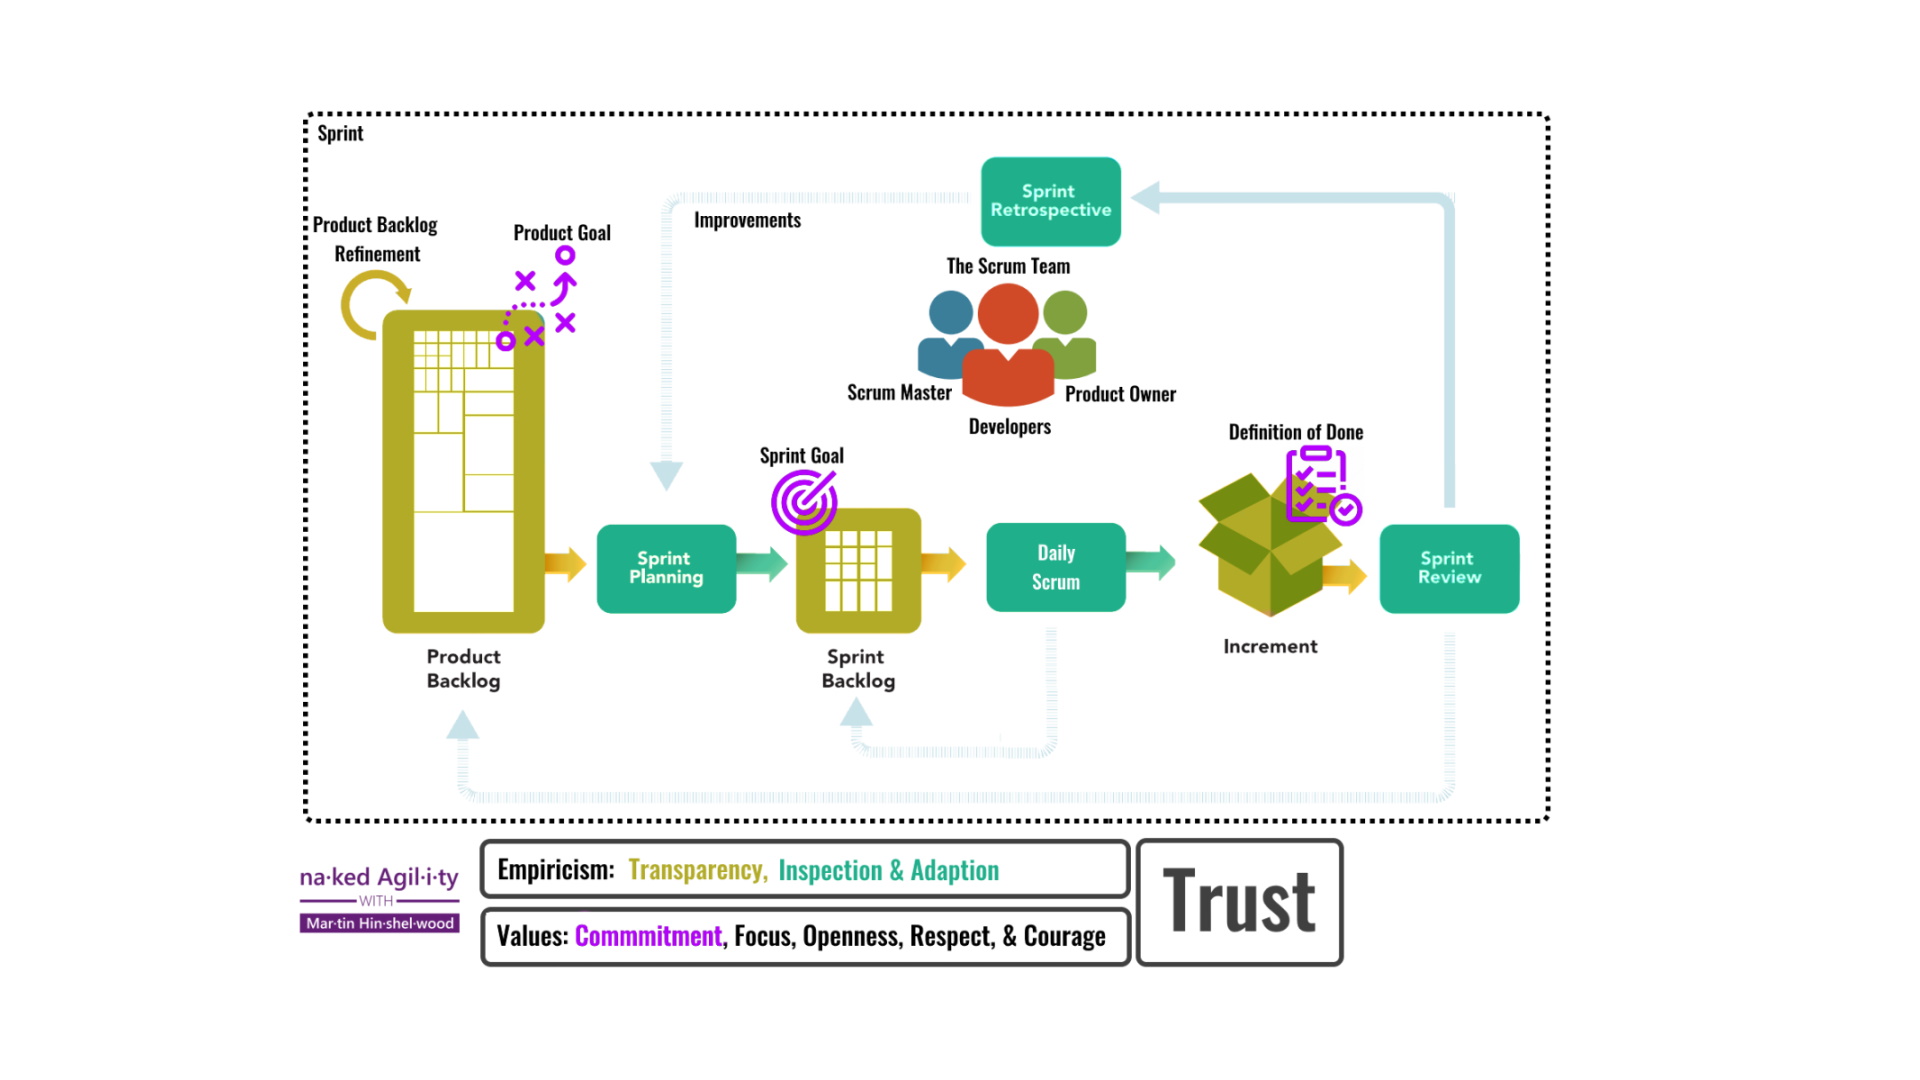 Sprint
Sprint
Retrospective
Improvements
Product Backlog
Refinement
Product Goal
The Scrum Team
Scrum Master
Product Owner
Developers
Definition of Done
Sprint Goal
Sprint
Planning
Daily
Scrum
Sprint
Review
Increment
Product
Backlog
Sprint
Backlog
Empiricism: Transparency, Inspection & Adaption
Trust
na·ked Agil·i·ty
WITH
Mar·tin Hin·shel·wood
Values: Commmitment, Focus, Openness, Respect, & Courage